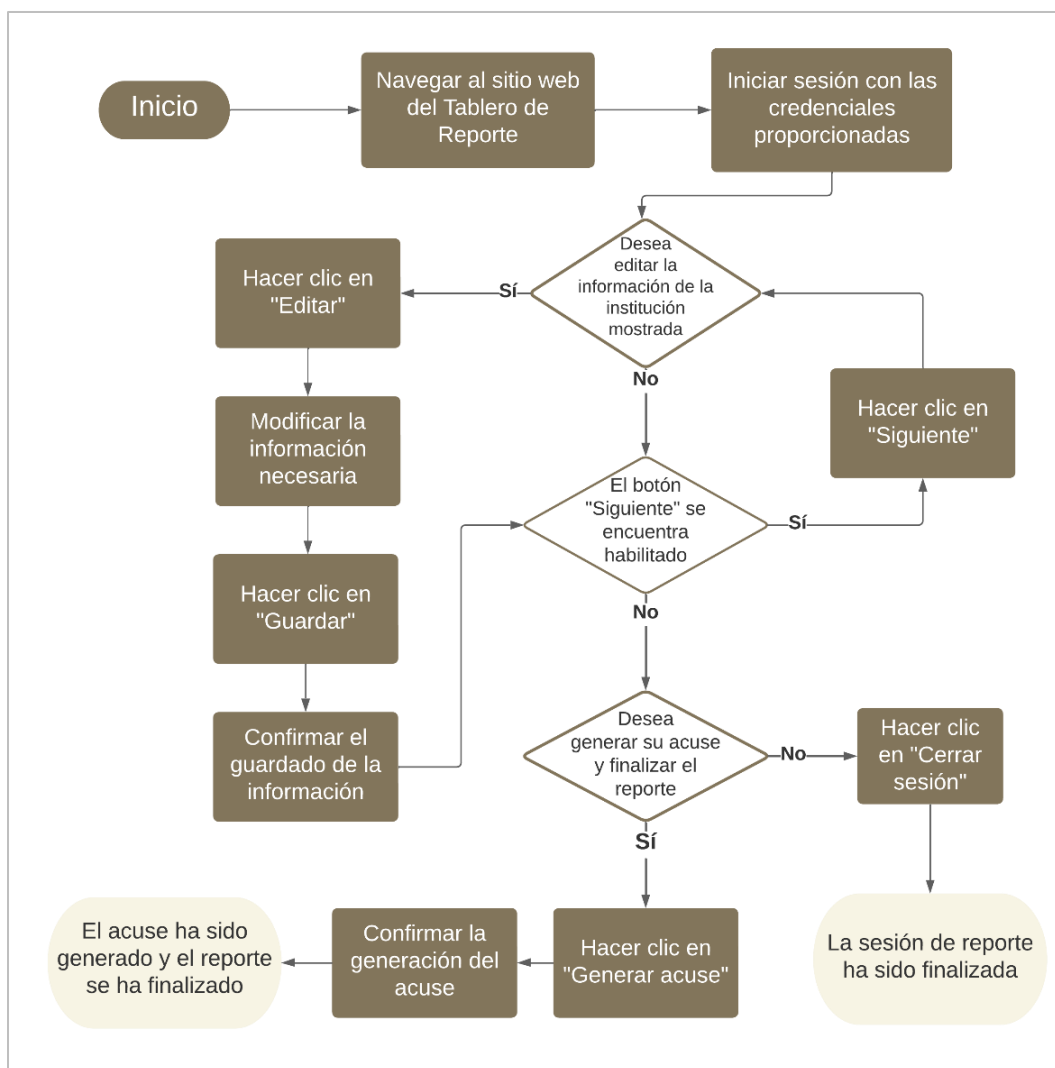 Inicio
Navegar al sitio web
del Tablero de
Reporte
Iniciar sesión con las
credenciales
proporcionadas
Desea
editar la
información de la
institución
mostrada
Sí
Hacer clic en
"Editar"
No
Modificar la
información
necesaria
Hacer clic en
"Siguiente"
El botón
"Siguiente" se
encuentra
habilitado
Sí
Hacer clic en
"Guardar"
No
Confirmar el
guardado de la
información
Desea
generar su acuse
y finalizar el
reporte
No
Hacer clic
en "Cerrar
sesión"
Sí
El acuse ha sido
generado y el reporte
se ha finalizado
Confirmar la
generación del
acuse
Hacer clic en
"Generar acuse"
La sesión de reporte
ha sido finalizada